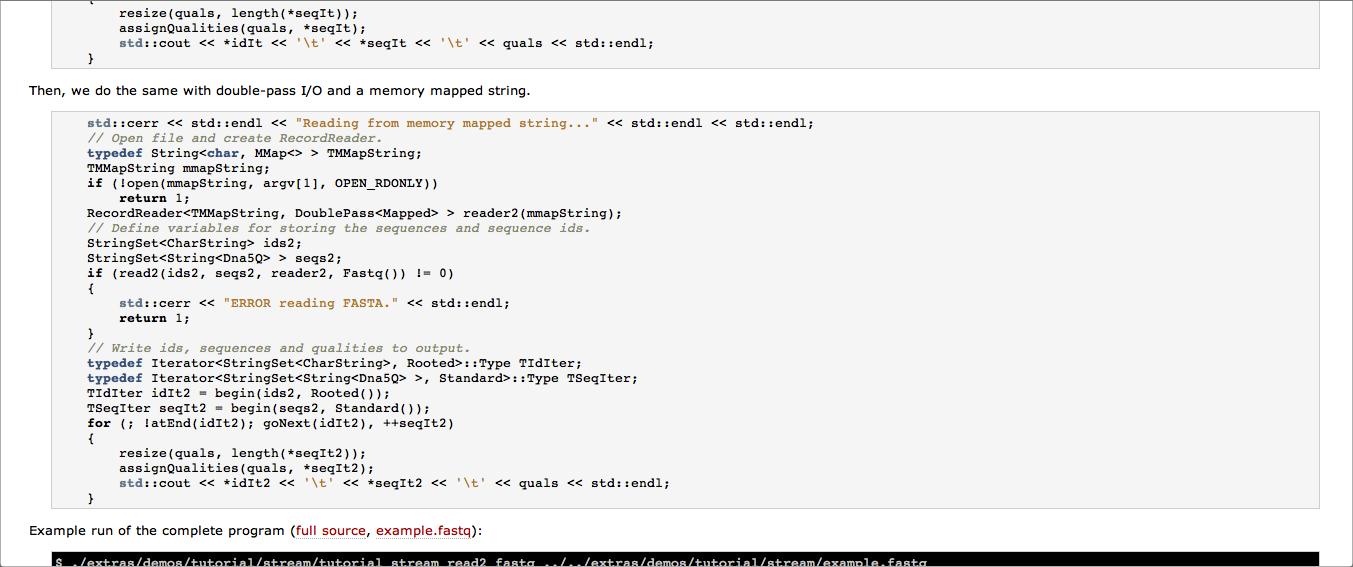 resize(quals, length(*seqIt));
    assignQualities(quals, *seqIt);
    std::cout << *idIt << '\t' << *seqIt << '\t' << quals << std::endl;
}
Then, we do the same with double-pass I/O and a memory mapped string.
std::cerr << std::endl << "Reading from memory mapped string..." << std::endl << std::endl;
// Open file and create RecordReader.
typedef String<char, MMap<> > TMMapString;
TMMapString mmapString;
if (!open(mmapString, argv[1], OPEN_RDONLY))
    return 1;
RecordReader<TMMapString, DoublePass<Mapped> > reader2(mmapString);
// Define variables for storing the sequences and sequence ids.
StringSet<CharString> ids2;
StringSet<String<Dna5Q> > seqs2;
if (read2(ids2, seqs2, reader2, Fastq()) != 0)
{
    std::cerr << "ERROR reading FASTA." << std::endl;
    return 1;
}
// Write ids, sequences and qualities to output.
typedef Iterator<StringSet<CharString>, Rooted>::Type TIdIter;
typedef Iterator<StringSet<String<Dna5Q> >, Standard>::Type TSeqIter;
TIdIter idIt2 = begin(ids2, Rooted());
TSeqIter seqIt2 = begin(seqs2, Standard());
for (; !atEnd(idIt2); goNext(idIt2), ++seqIt2)
{
    resize(quals, length(*seqIt2));
    assignQualities(quals, *seqIt2);
    std::cout << *idIt2 << '\t' << *seqIt2 << '\t' << quals << std::endl;
}
Example run of the complete program (full source, example.fastq):
$ ./extras/demos/tutorial/stream/tutorial_stream_read2_fastq ../../extras/demos/tutorial/stream/example.fastq